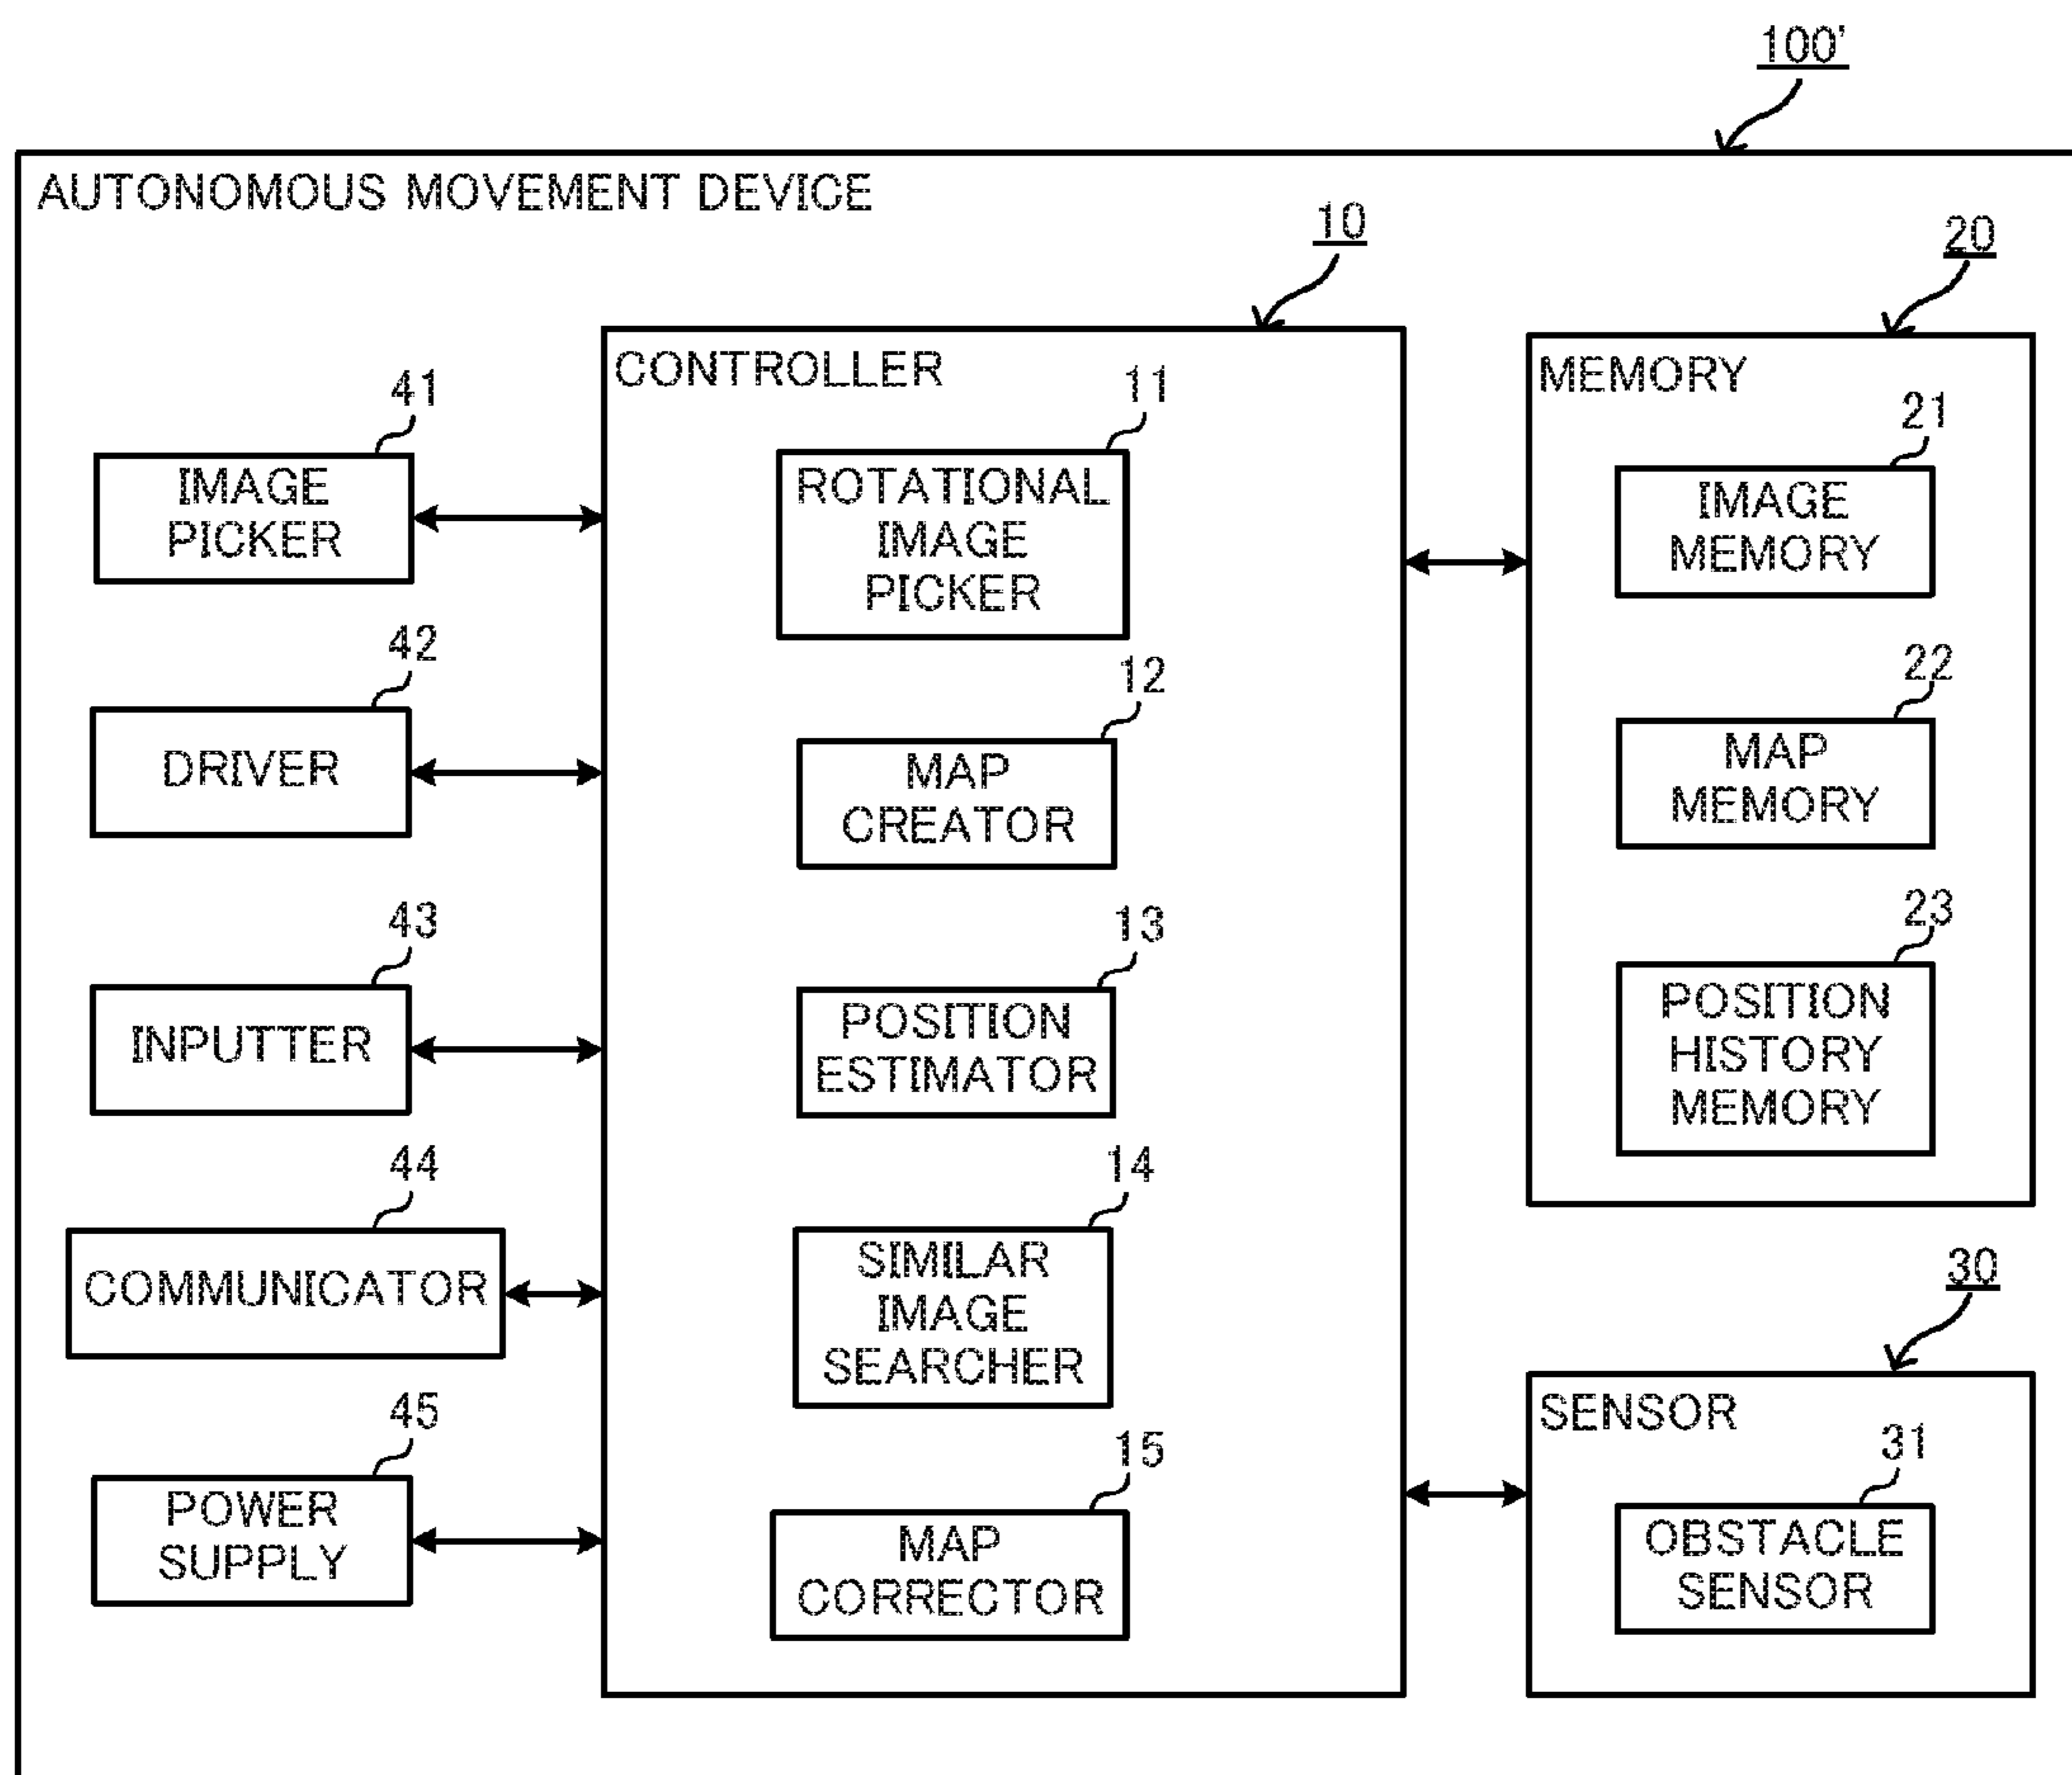 100'
AUTONOMOUS MOVEMENT DEVICE
10
20
CONTROLLER
MEMORY
41
IMAGE
PICKER
42
DRIVER
43
INPUTTER
44
COMMUNICATOR
45
POWER
SUPPLY
11
ROTATIONAL
IMAGE
PICKER
12
MAP
CREATOR
13
POSITION
ESTIMATOR
14
SIMILAR
IMAGE
SEARCHER
15
MAP
CORRECTOR
21
IMAGE
MEMORY
22
MAP
MEMORY
23
POSITION
HISTORY
MEMORY
30
SENSOR
31
OBSTACLE
SENSOR